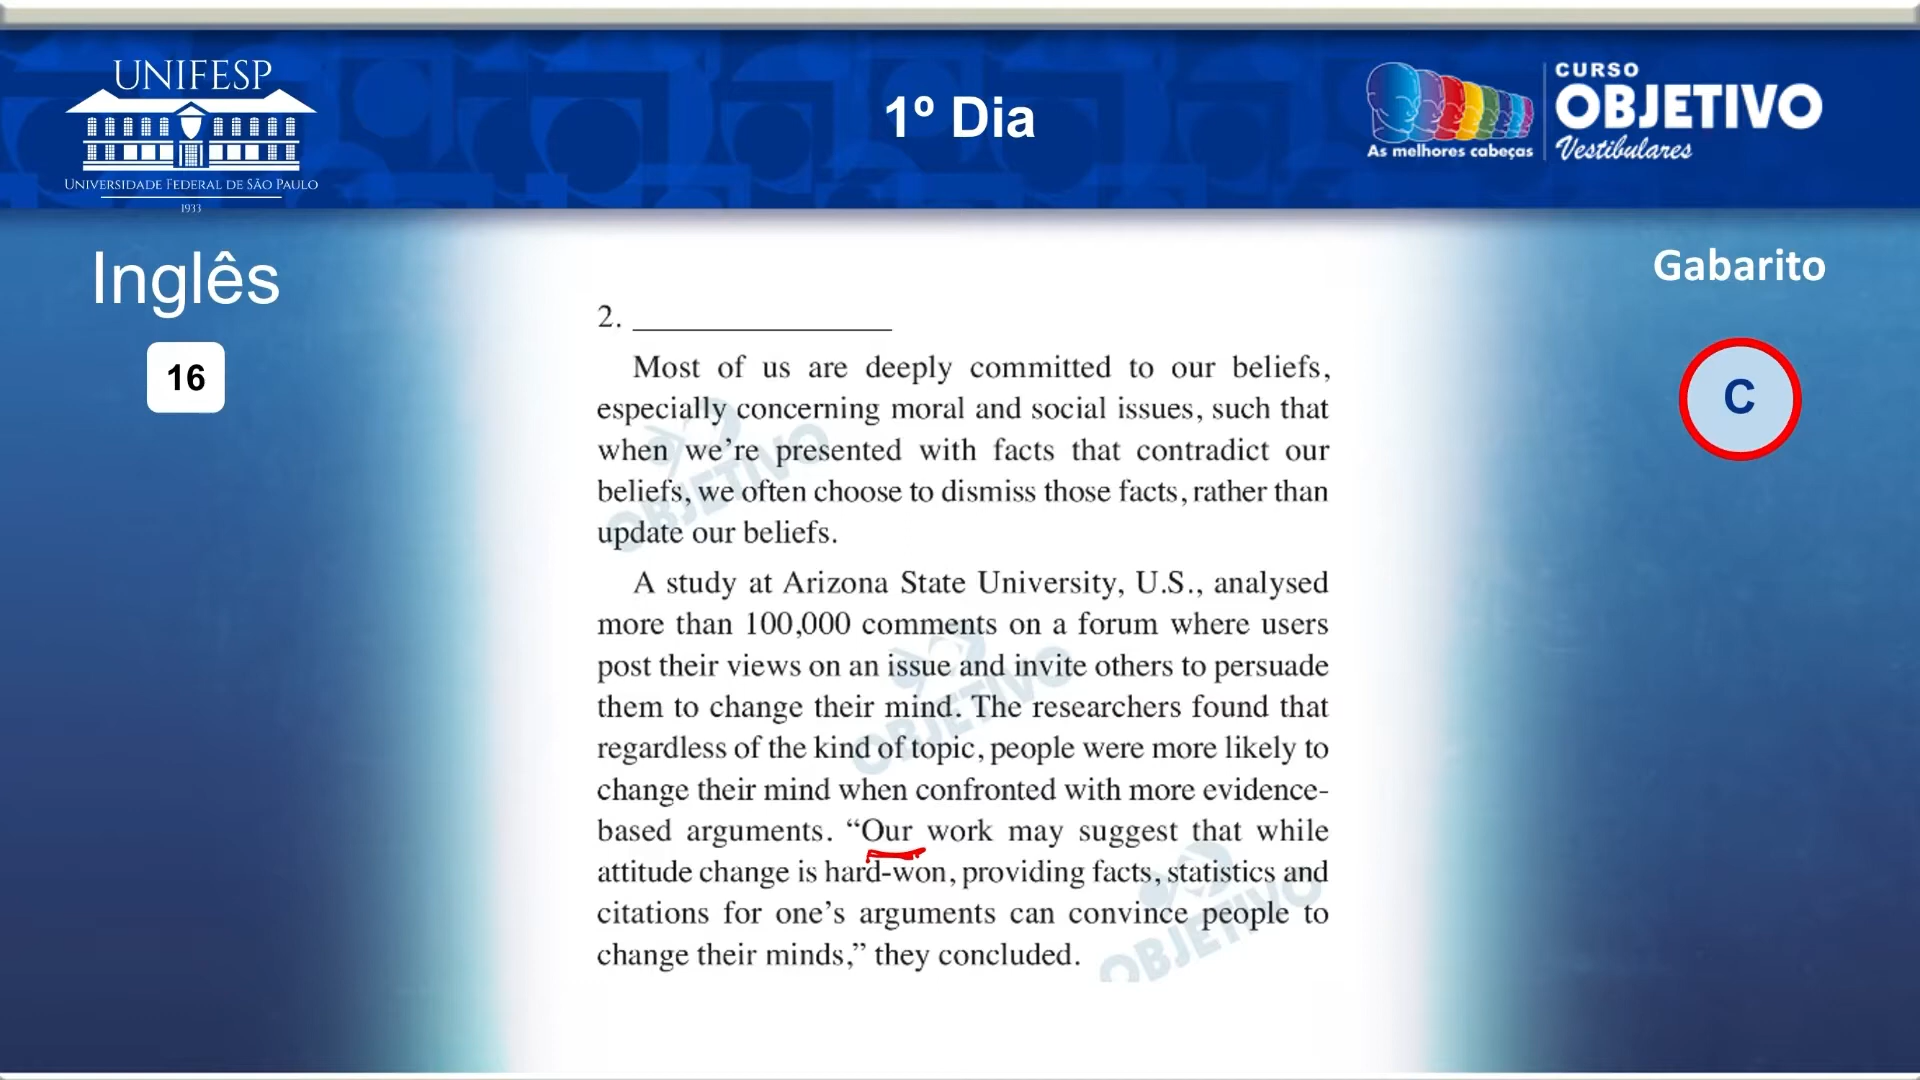 UNIFESP
UNIVERSIDADE FEDERAL DE SÃO PAULO
1933
1º Dia
As melhores cabeças
CURSO
OBJETIVO
Vestibulares
Inglês
16
Gabarito
C
2. ________________
Most of us are deeply committed to our beliefs,
especially concerning moral and social issues, such that
when we’re presented with facts that contradict our
beliefs, we often choose to dismiss those facts, rather than
update our beliefs.
A study at Arizona State University, U.S., analysed
more than 100,000 comments on a forum where users
post their views on an issue and invite others to persuade
them to change their mind. The researchers found that
regardless of the kind of topic, people were more likely to
change their mind when confronted with more evidence-
based arguments. “Our work may suggest that while
attitude change is hard-won, providing facts, statistics and
citations for one’s arguments can convince people to
change their minds,” they concluded.
OBJETIVO
OBJETIVO
OBJETIVO